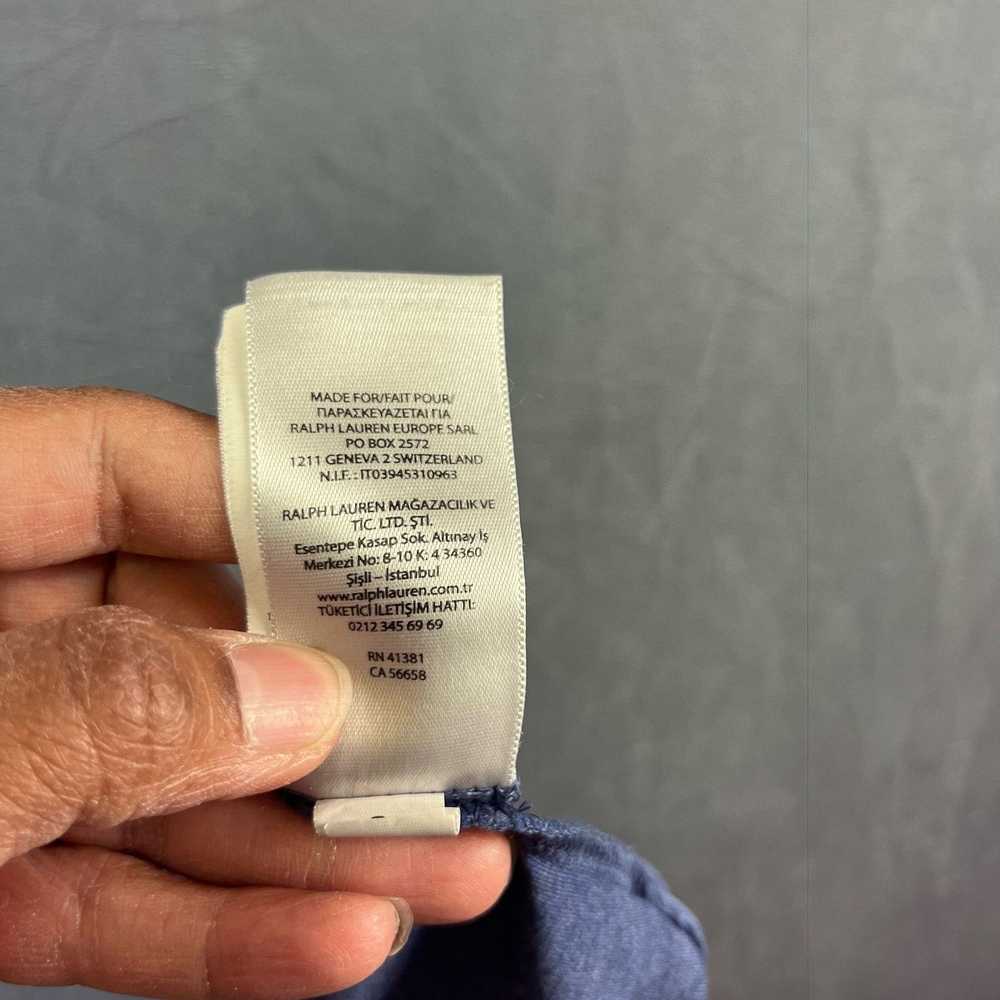 MADE FOR/FAIT POUR/
ΠΑΡΑΣΚΕΥΑΖΕΤΑΙ ΓΙΑ
RALPH LAUREN EUROPE SARL
PO BOX 2572
1211 GENEVA 2 SWITZERLAND
N.I.F.: IT03945310963
RALPH LAUREN MAĞAZACILIK VE
TİC. LTD. ŞTİ.
Esentepe Kasap Sok. Altınay İş
Merkezi No: 8-10 K: 4 34360
Şişli – İstanbul
www.ralphlauren.com.tr
TÜKETİCİ İLETİŞİM HATTI:
0212 345 69 69
RN 41381
CA 56658